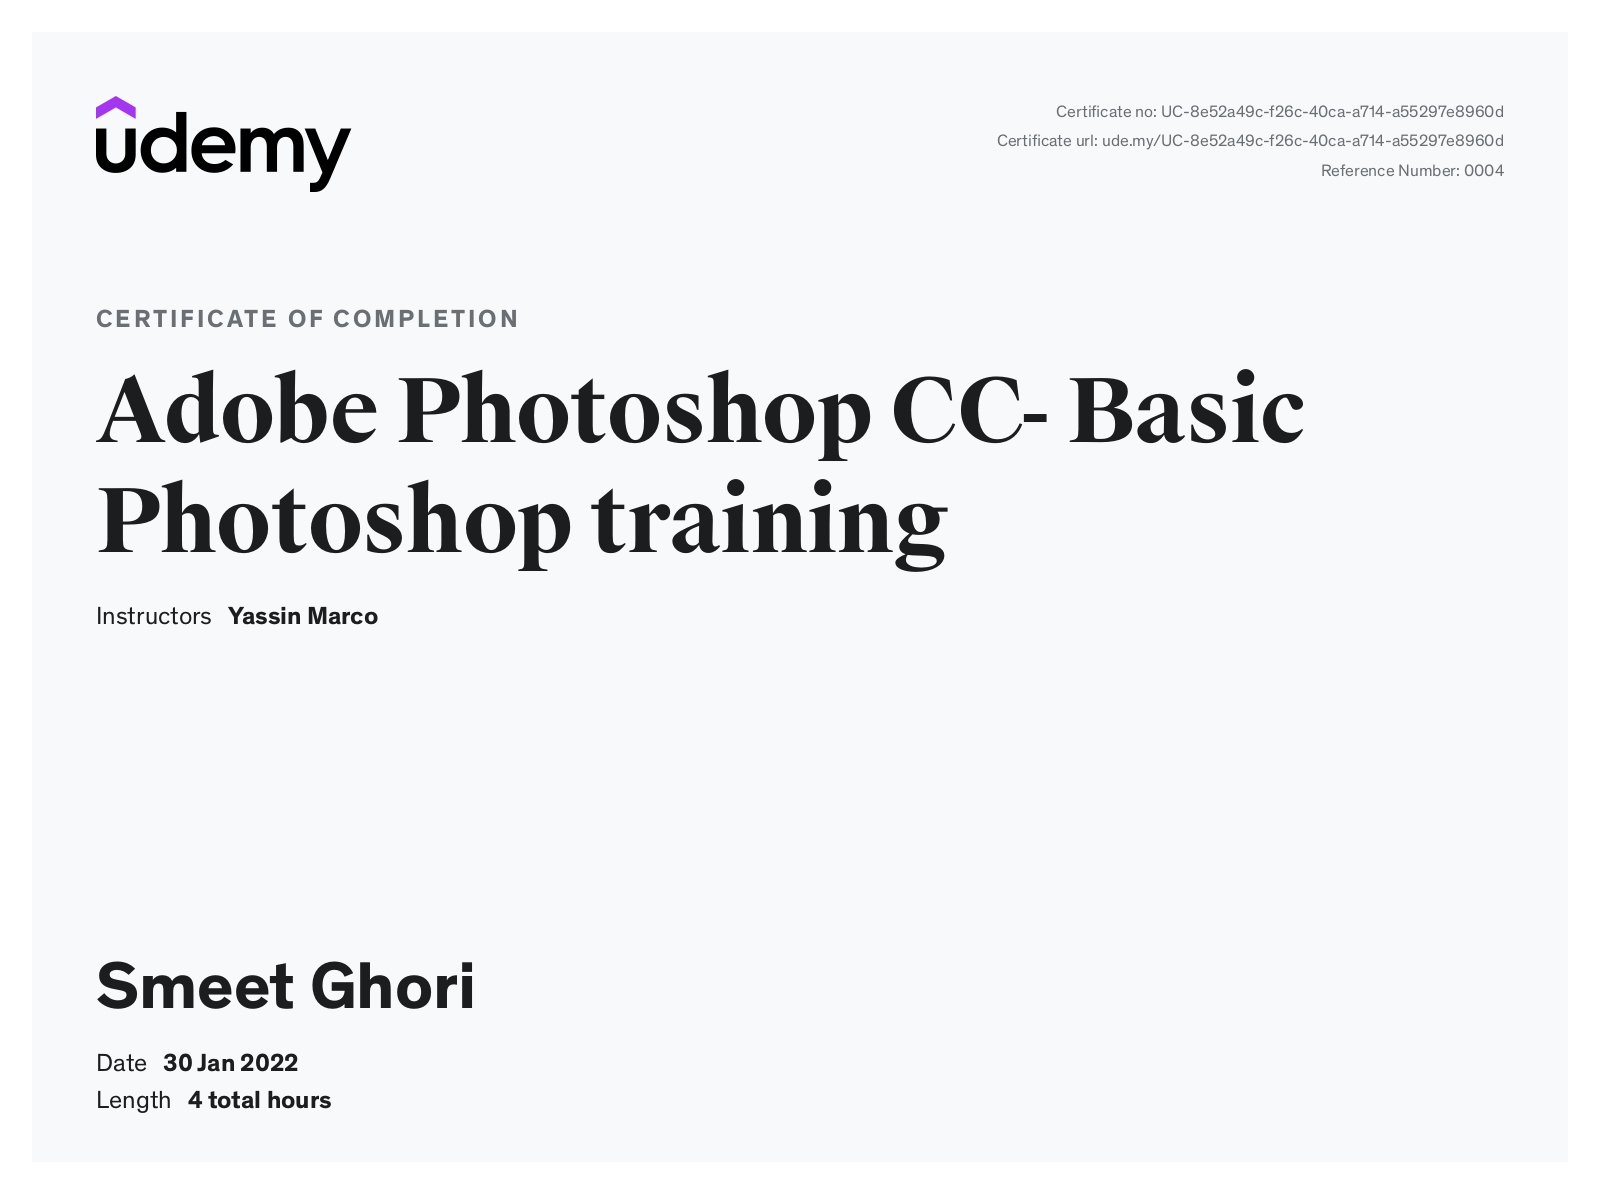 udemy
Certificate no: UC-8e52a49c-f26c-40ca-a714-a55297e8960d
Certificate url: ude.my/UC-8e52a49c-f26c-40ca-a714-a55297e8960d
Reference Number: 0004
CERTIFICATE OF COMPLETION
Adobe Photoshop CC- Basic
Photoshop training
Instructors Yassin Marco
Smeet Ghori
Date 30 Jan 2022
Length 4 total hours